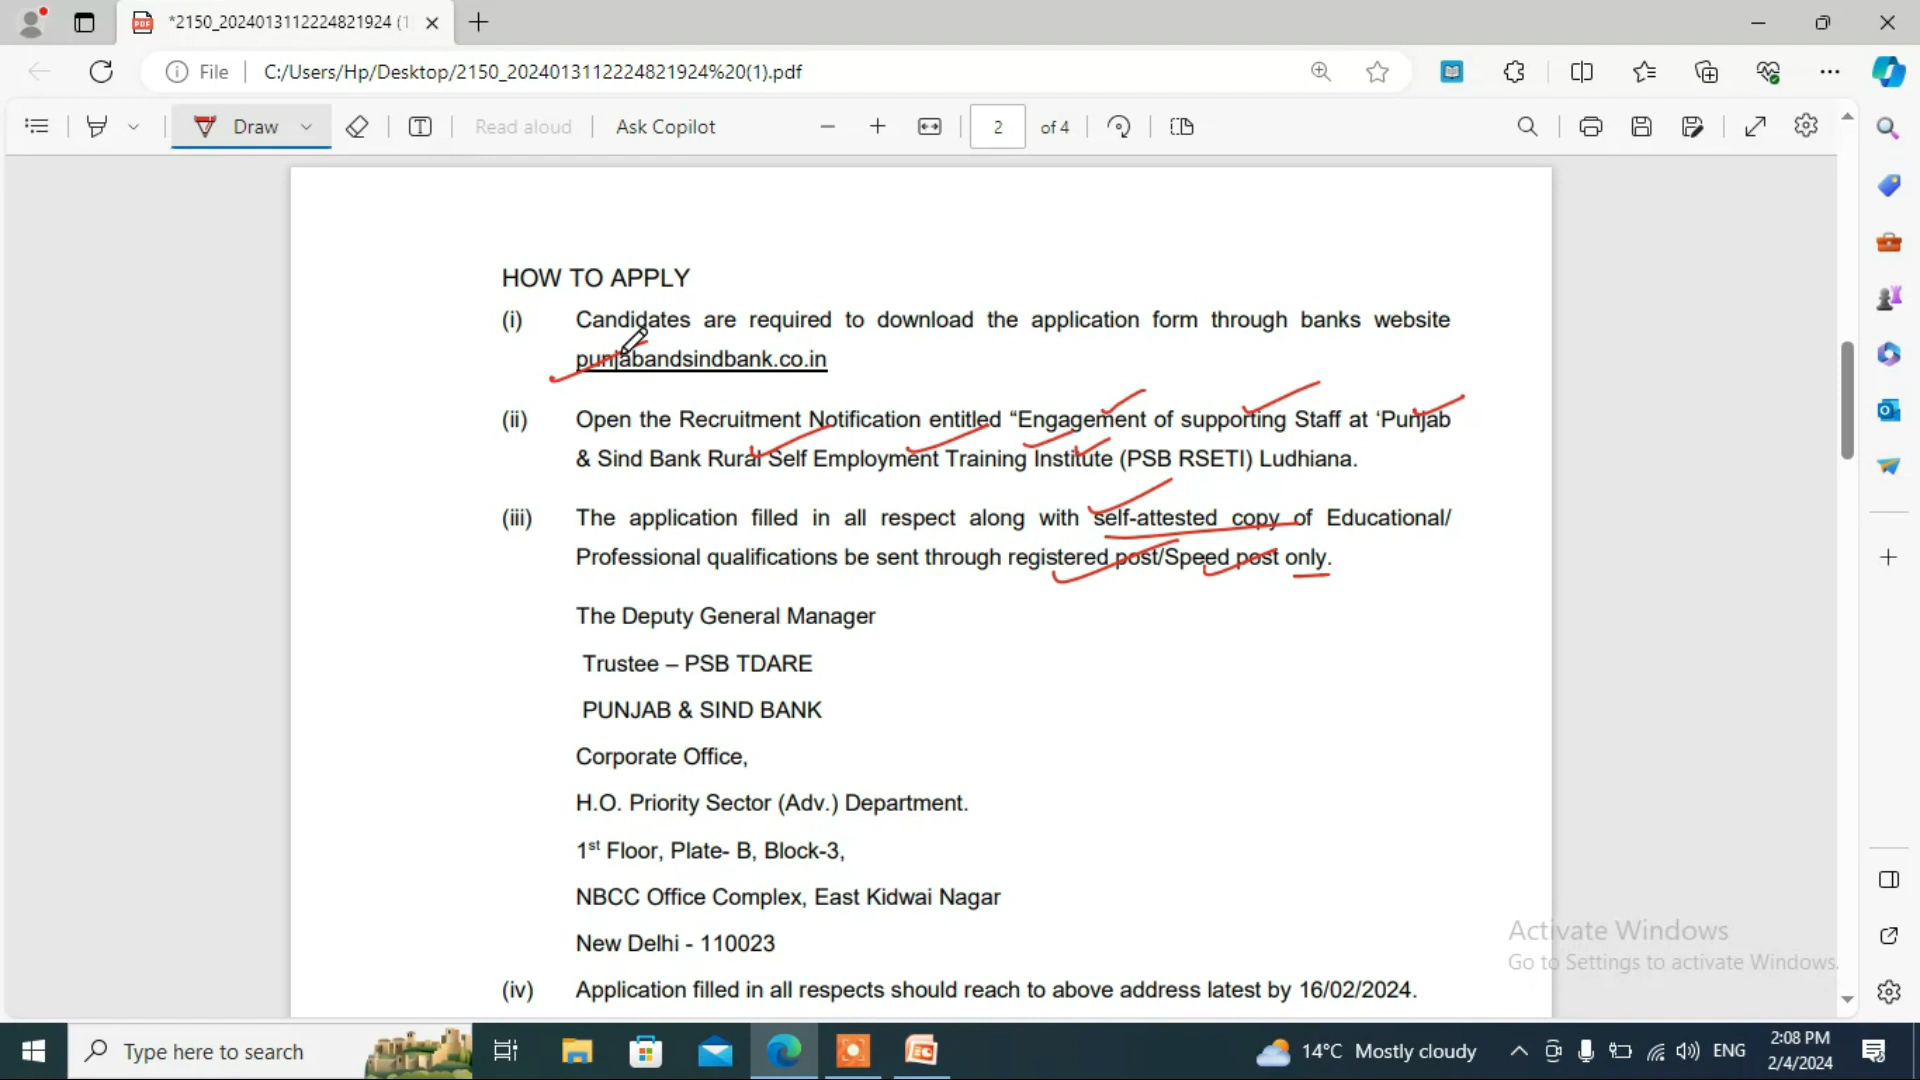 *2150_2024013112224821924 (1
File
C:/Users/Hp/Desktop/2150_2024013112224821924%20(1).pdf
Draw
Read aloud
Ask Copilot
2
of 4
HOW TO APPLY
(i) Candidates are required to download the application form through banks website
punjabandsindbank.co.in
(ii) Open the Recruitment Notification entitled “Engagement of supporting Staff at ‘Punjab
& Sind Bank Rural Self Employment Training Institute (PSB RSETI) Ludhiana.
(iii) The application filled in all respect along with self-attested copy of Educational/
Professional qualifications be sent through registered post/Speed post only.
The Deputy General Manager
Trustee – PSB TDARE
PUNJAB & SIND BANK
Corporate Office,
H.O. Priority Sector (Adv.) Department.
1st Floor, Plate- B, Block-3,
NBCC Office Complex, East Kidwai Nagar
New Delhi - 110023
(iv) Application filled in all respects should reach to above address latest by 16/02/2024.
Activate Windows
Go to Settings to activate Windows.
Type here to search
14°C Mostly cloudy
ENG
2:08 PM
2/4/2024